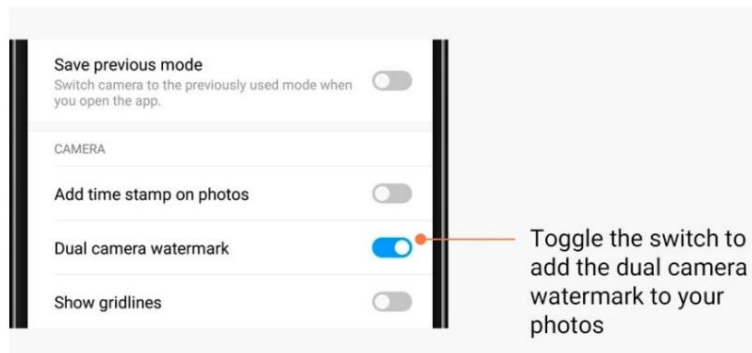 Save previous mode
Switch camera to the previously used mode when
you open the app.
CAMERA
Add time stamp on photos
Dual camera watermark
Show gridlines
Toggle the switch to
add the dual camera
watermark to your
photos